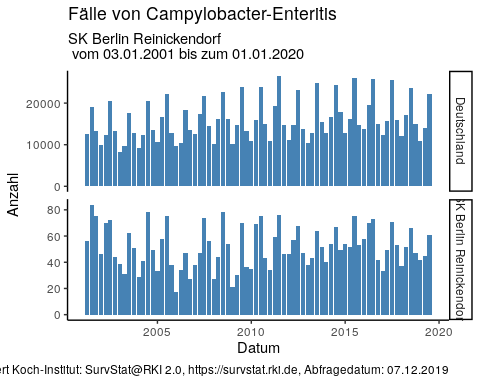 Fälle von Campylobacter-Enteritis
SK Berlin Reinickendorf
vom 03.01.2001 bis zum 01.01.2020
Anzahl
20000
10000
0
Deutschland
80
60
40
20
0
SK Berlin Reinickendorf
2005
2010
2015
2020
Datum
ert Koch-Institut: SurvStat@RKI 2.0, https://survstat.rki.de, Abfragedatum: 07.12.2019